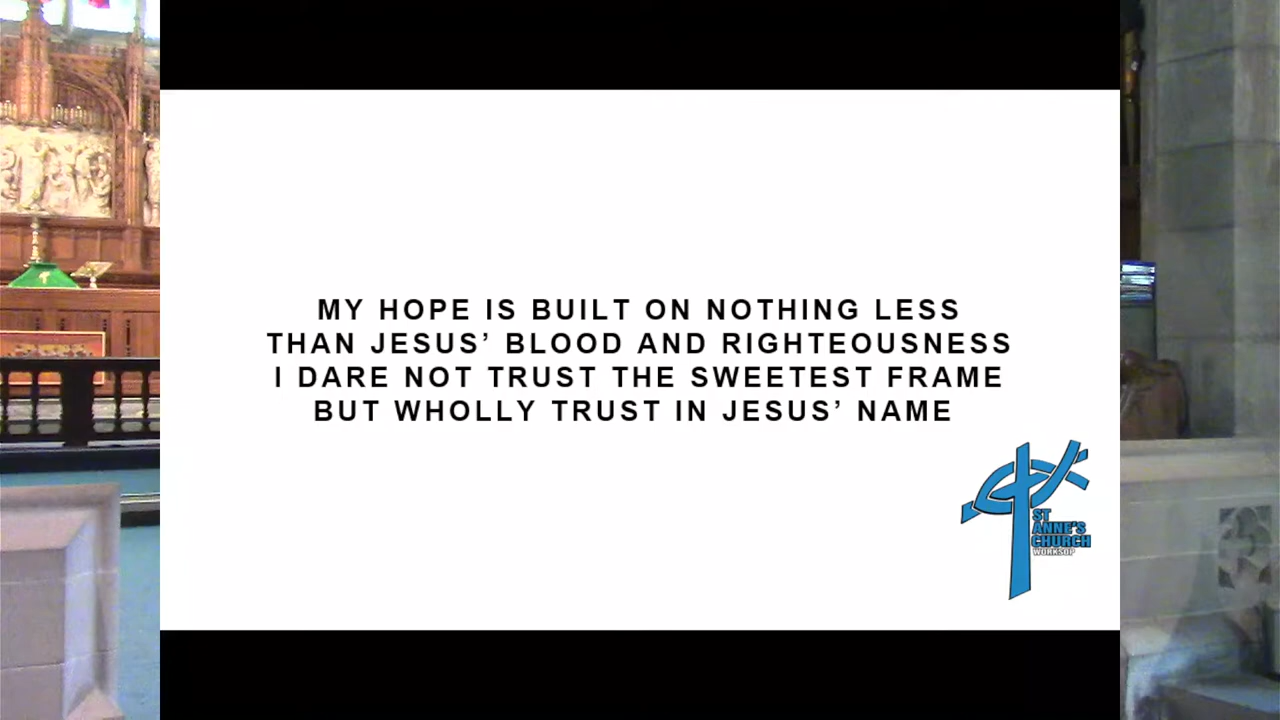 MY HOPE IS BUILT ON NOTHING LESS
THAN JESUS’ BLOOD AND RIGHTEOUSNESS
I DARE NOT TRUST THE SWEETEST FRAME
BUT WHOLLY TRUST IN JESUS’ NAME
ST
ANNE'S
CHURCH
WORKSOP